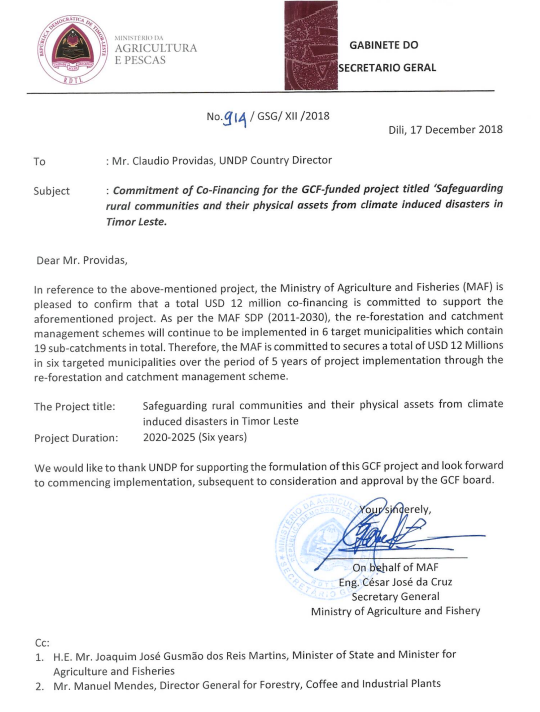 REPÚBLICA DEMOCRÁTICA DE TIMOR-LESTE
RDTL
MINISTÉRIO DA
AGRICULTURA
E PESCAS
GABINETE DO
SECRETARIO GERAL
No. 914 / GSG/ XII /2018
Dili, 17 December 2018
To : Mr. Claudio Providas, UNDP Country Director
Subject : Commitment of Co-Financing for the GCF-funded project titled ‘Safeguarding
rural communities and their physical assets from climate induced disasters in
Timor Leste.
Dear Mr. Providas,
In reference to the above-mentioned project, the Ministry of Agriculture and Fisheries (MAF) is
pleased to confirm that a total USD 12 million co-financing is committed to support the
aforementioned project. As per the MAF SDP (2011-2030), the re-forestation and catchment
management schemes will continue to be implemented in 6 target municipalities which contain
19 sub-catchments in total. Therefore, the MAF is committed to secures a total of USD 12 Millions
in six targeted municipalities over the period of 5 years of project implementation through the
re-forestation and catchment management scheme.
The Project title: Safeguarding rural communities and their physical assets from climate
induced disasters in Timor Leste
Project Duration: 2020-2025 (Six years)
We would like to thank UNDP for supporting the formulation of this GCF project and look forward
to commencing implementation, subsequent to consideration and approval by the GCF board.
Your sinderely,
On behalf of MAF
Eng. César José da Cruz
Secretary General
Ministry of Agriculture and Fishery
Cc:
1. H.E. Mr. Joaquim José Gusmão dos Reis Martins, Minister of State and Minister for
Agriculture and Fisheries
2. Mr. Manuel Mendes, Director General for Forestry, Coffee and Industrial Plants